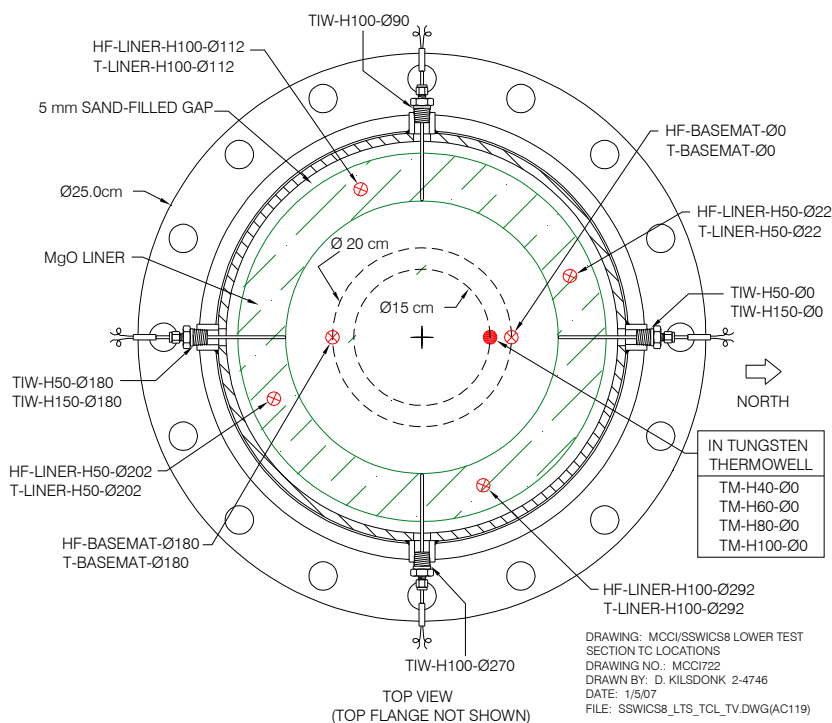 TIW-H100-Ø90
HF-LINER-H100-Ø112
T-LINER-H100-Ø112
5 mm SAND-FILLED GAP
HF-BASEMAT-Ø0
T-BASEMAT-Ø0
Ø25.0cm
HF-LINER-H50-Ø22
T-LINER-H50-Ø22
MgO LINER
Ø 20 cm
Ø15 cm
TIW-H50-Ø0
TIW-H150-Ø0
TIW-H50-Ø180
TIW-H150-Ø180
NORTH
IN TUNGSTEN
THERMOWELL
TM-H40-Ø0
TM-H60-Ø0
TM-H80-Ø0
TM-H100-Ø0
HF-LINER-H50-Ø202
T-LINER-H50-Ø202
HF-BASEMAT-Ø180
T-BASEMAT-Ø180
HF-LINER-H100-Ø292
T-LINER-H100-Ø292
TIW-H100-Ø270
TOP VIEW
(TOP FLANGE NOT SHOWN)
DRAWING: MCCI/SSWICS8 LOWER TEST
SECTION TC LOCATIONS
DRAWING NO.: MCCI722
DRAWN BY: D. KILSDONK 2-4746
DATE: 1/5/07
FILE: SSWICS8_LTS_TCL_TV.DWG(AC119)